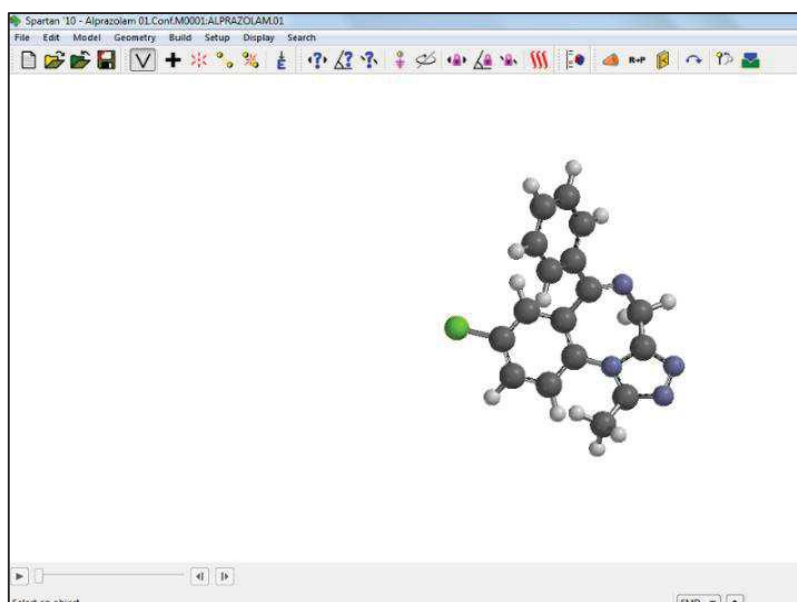 Spartan '10 - Alprazolam 01.Conf.M0001:ALPRAZOLAM.01
File Edit Model Geometry Build Setup Display Search
R→P